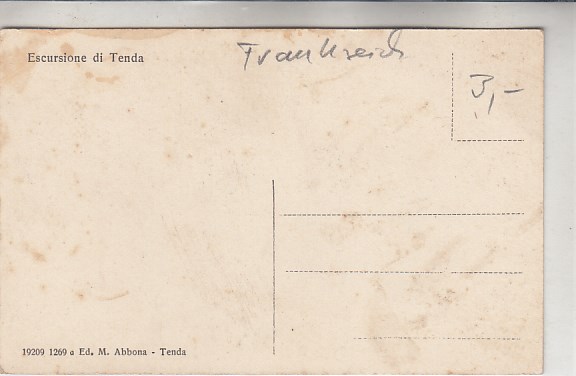 Escursione di Tenda
Frankreich
3,-
19209 1269 a Ed. M. Abbona - Tenda